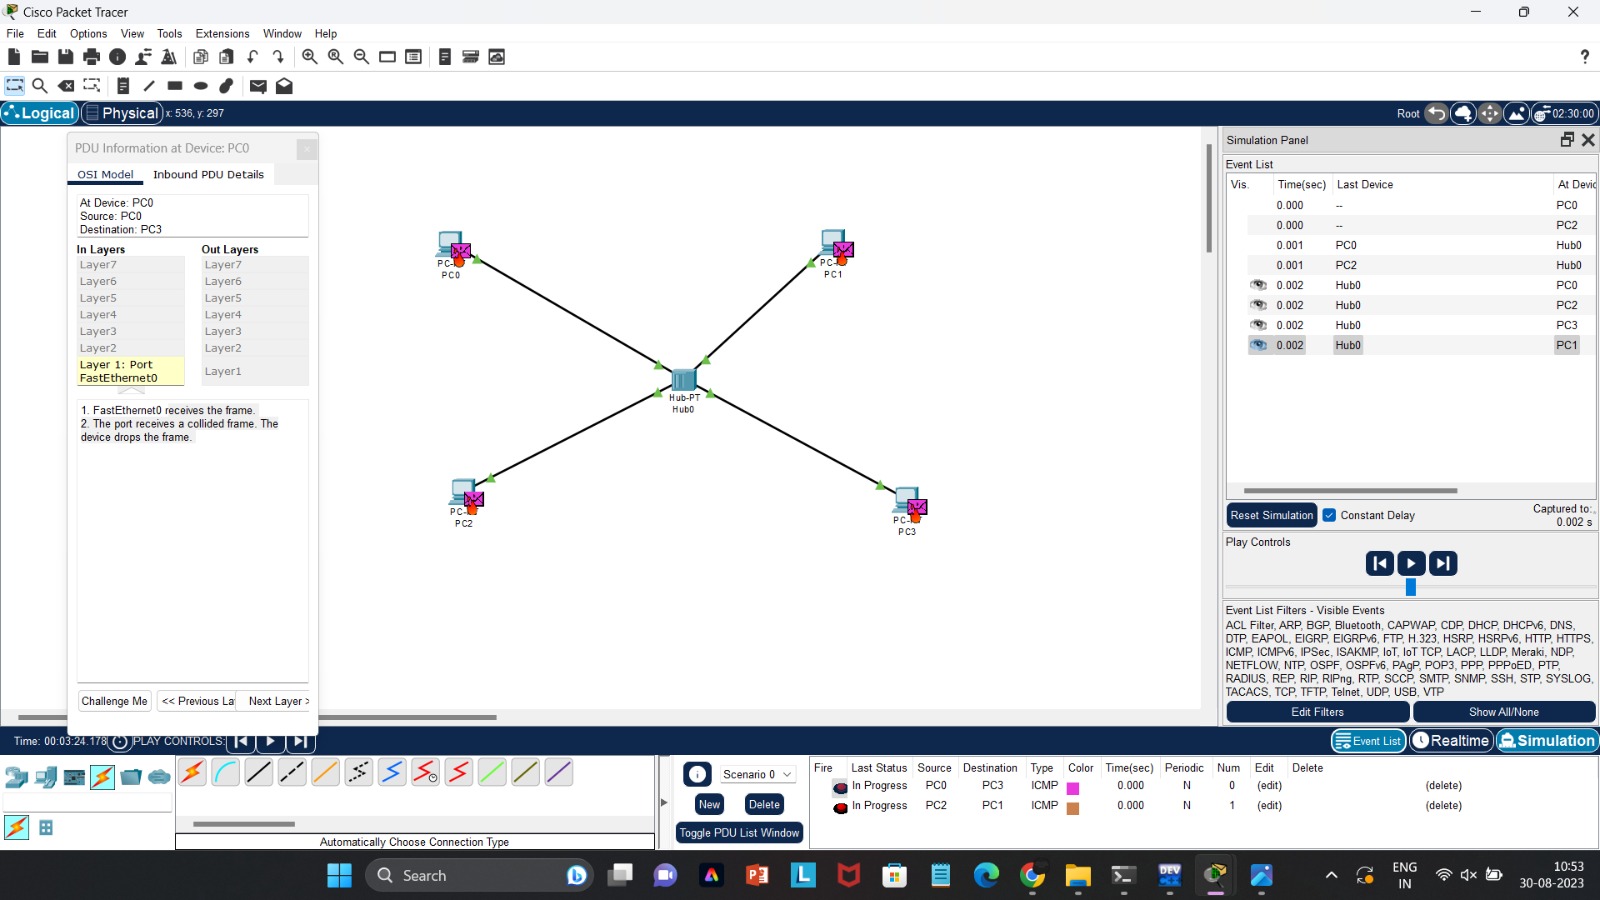 Cisco Packet Tracer
File Edit Options View Tools Extensions Window Help
Logical Physical x: 536, y: 297 Root 02:30:00
PDU Information at Device: PC0
OSI Model Inbound PDU Details
At Device: PC0
Source: PC0
Destination: PC3
In Layers Out Layers
Layer7 Layer7
Layer6 Layer6
Layer5 Layer5
Layer4 Layer4
Layer3 Layer3
Layer2 Layer2
Layer 1: Port
FastEthernet0
Layer1
1. FastEthernet0 receives the frame.
2. The port receives a collided frame. The
device drops the frame.
Challenge Me << Previous La Next Layer >
PC0
PC1
Hub-PT
Hub0
PC2
PC3
Simulation Panel
Event List
Vis. Time(sec) Last Device At Devic
0.000 -- PC0
0.000 -- PC2
0.001 PC0 Hub0
0.001 PC2 Hub0
0.002 Hub0 PC0
0.002 Hub0 PC2
0.002 Hub0 PC3
0.002 Hub0 PC1
Reset Simulation Constant Delay Captured to:
0.002 s
Play Controls
Event List Filters - Visible Events
ACL Filter, ARP, BGP, Bluetooth, CAPWAP, CDP, DHCP, DHCPv6, DNS,
DTP, EAPOL, EIGRP, EIGRPv6, FTP, H.323, HSRP, HSRPv6, HTTP, HTTPS,
ICMP, ICMPv6, IPSec, ISAKMP, IoT, IoT TCP, LACP, LLDP, Meraki, NDP,
NETFLOW, NTP, OSPF, OSPFv6, PAgP, POP3, PPP, PPPoED, PTP,
RADIUS, REP, RIP, RIPng, RTP, SCCP, SMTP, SNMP, SSH, STP, SYSLOG,
TACACS, TCP, TFTP, Telnet, UDP, USB, VTP
Edit Filters Show All/None
Time: 00:03:24.178 PLAY CONTROLS: Event List Realtime Simulation
Automatically Choose Connection Type
Scenario 0
New Delete
Toggle PDU List Window
Fire Last Status Source Destination Type Color Time(sec) Periodic Num Edit Delete
In Progress PC0 PC3 ICMP 0.000 N 0 (edit) (delete)
In Progress PC2 PC1 ICMP 0.000 N 1 (edit) (delete)
Search
DEV
ENG
IN
10:53
30-08-2023